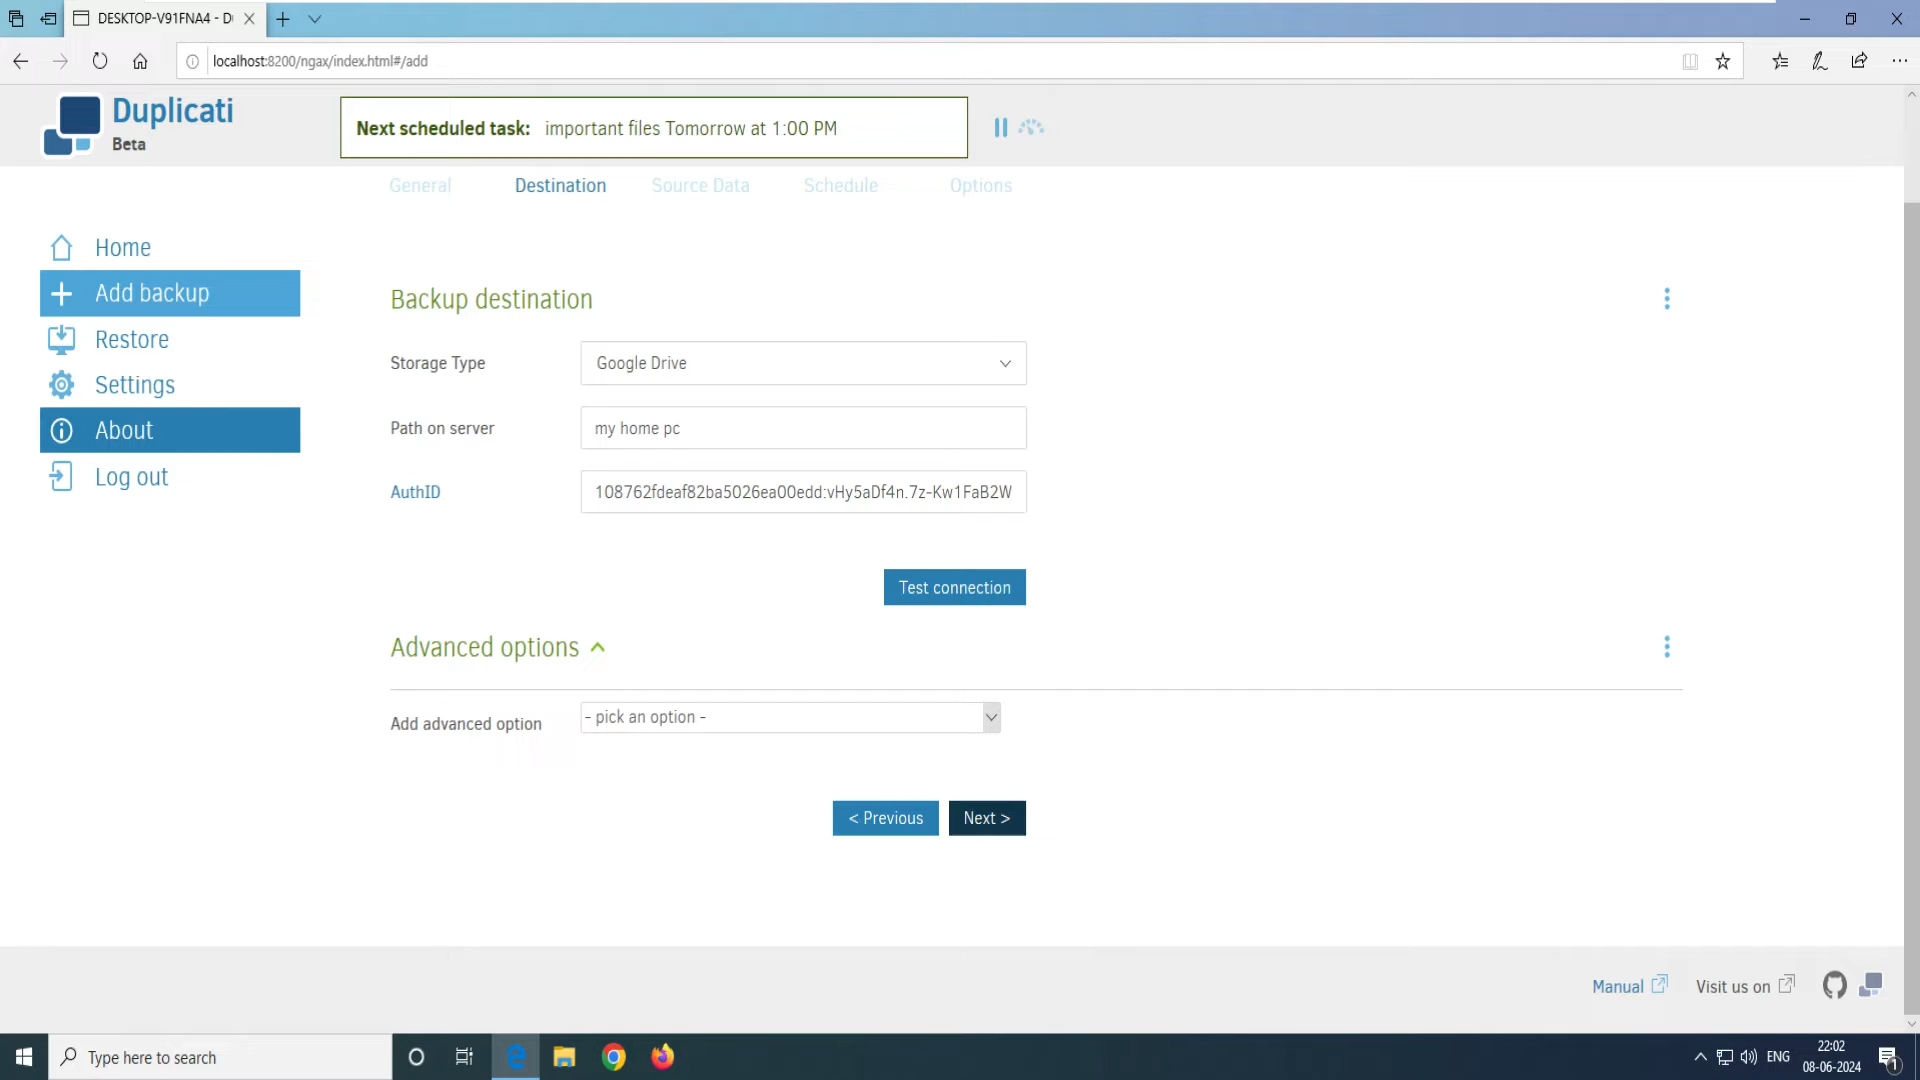 DESKTOP-V91FNA4 - D
localhost:8200/ngax/index.html#/add
Duplicati
Beta
Next scheduled task: important files Tomorrow at 1:00 PM
General Destination Source Data Schedule Options
Home
Add backup
Restore
Settings
About
Log out
Backup destination
Storage Type Google Drive
Path on server my home pc
AuthID 108762fdeaf82ba5026ea00edd:vHy5aDf4n.7z-Kw1FaB2W
Test connection
Advanced options
Add advanced option - pick an option -
< Previous Next >
Manual Visit us on
Type here to search
ENG
22:02
08-06-2024
1